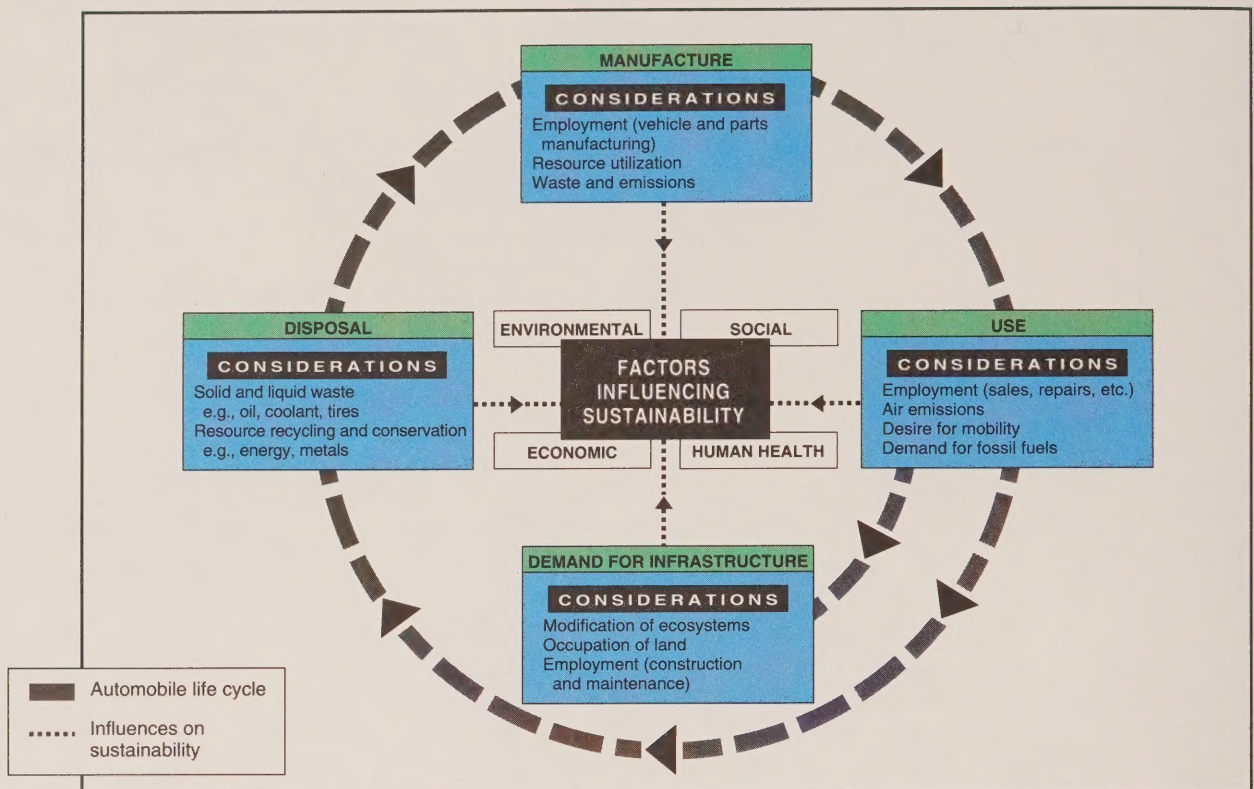 MANUFACTURE
CONSIDERATIONS
Employment (vehicle and parts
manufacturing)
Resource utilization
Waste and emissions
DISPOSAL
CONSIDERATIONS
Solid and liquid waste
e.g., oil, coolant, tires
Resource recycling and conservation
e.g., energy, metals
ENVIRONMENTAL
SOCIAL
FACTORS
INFLUENCING
SUSTAINABILITY
ECONOMIC
HUMAN HEALTH
USE
CONSIDERATIONS
Employment (sales, repairs, etc.)
Air emissions
Desire for mobility
Demand for fossil fuels
DEMAND FOR INFRASTRUCTURE
CONSIDERATIONS
Modification of ecosystems
Occupation of land
Employment (construction
and maintenance)
Automobile life cycle
Influences on
sustainability